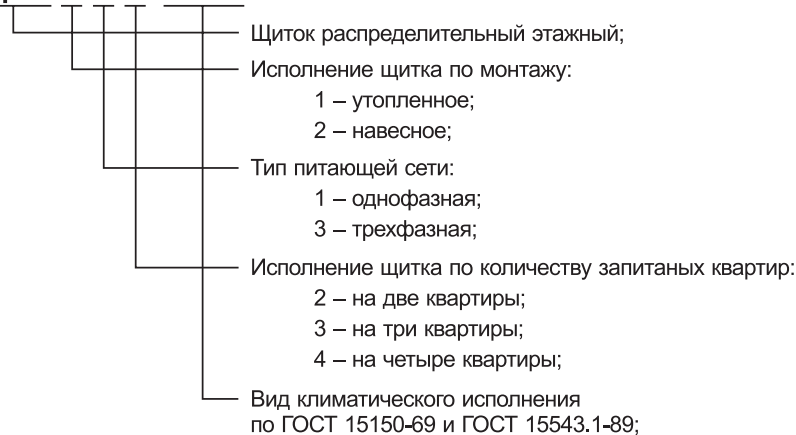 Щиток распределительный этажный;
Исполнение щитка по монтажу:
1 – утопленное;
2 – навесное;
Тип питающей сети:
1 – однофазная;
3 – трехфазная;
Исполнение щитка по количеству запитаных квартир:
2 – на две квартиры;
3 – на три квартиры;
4 – на четыре квартиры;
Вид климатического исполнения
по ГОСТ 15150-69 и ГОСТ 15543.1-89;